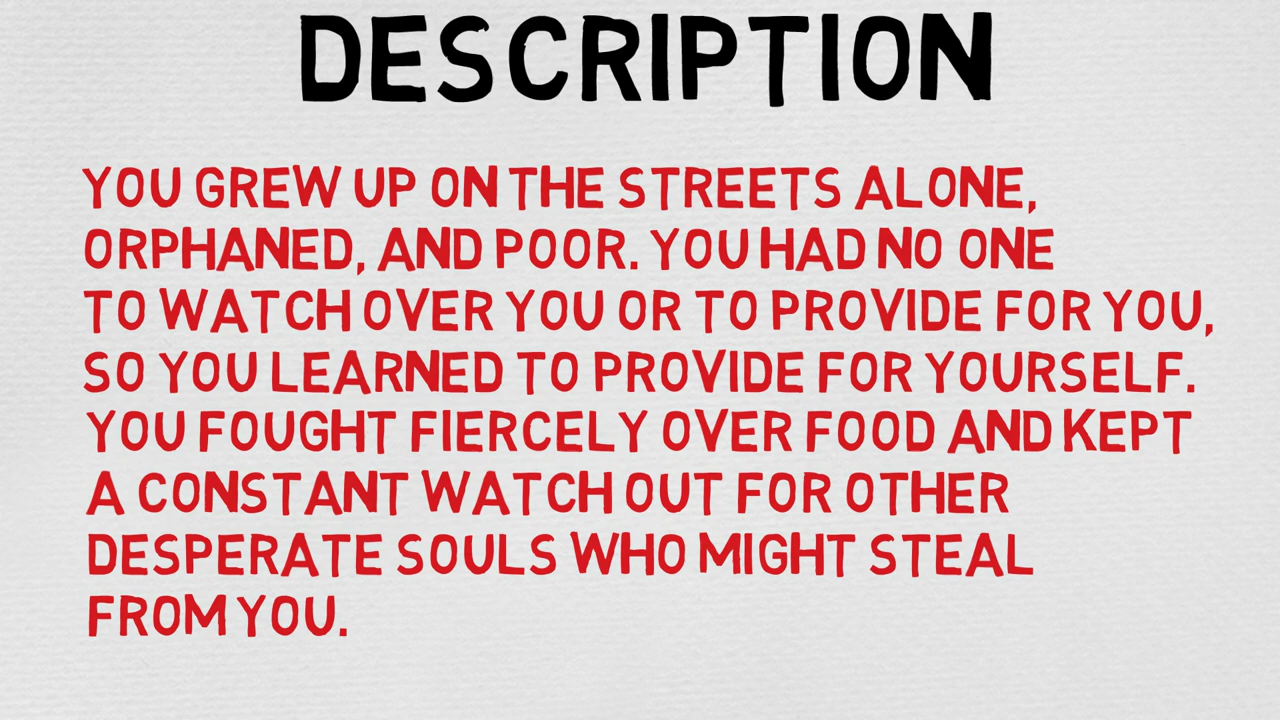 DESCRIPTION
YOU GREW UP ON THE STREETS ALONE,
ORPHANED, AND POOR. YOU HAD NO ONE
TO WATCH OVER YOU OR TO PROVIDE FOR YOU,
SO YOU LEARNED TO PROVIDE FOR YOURSELF.
YOU FOUGHT FIERCELY OVER FOOD AND KEPT
A CONSTANT WATCH OUT FOR OTHER
DESPERATE SOULS WHO MIGHT STEAL
FROM YOU.